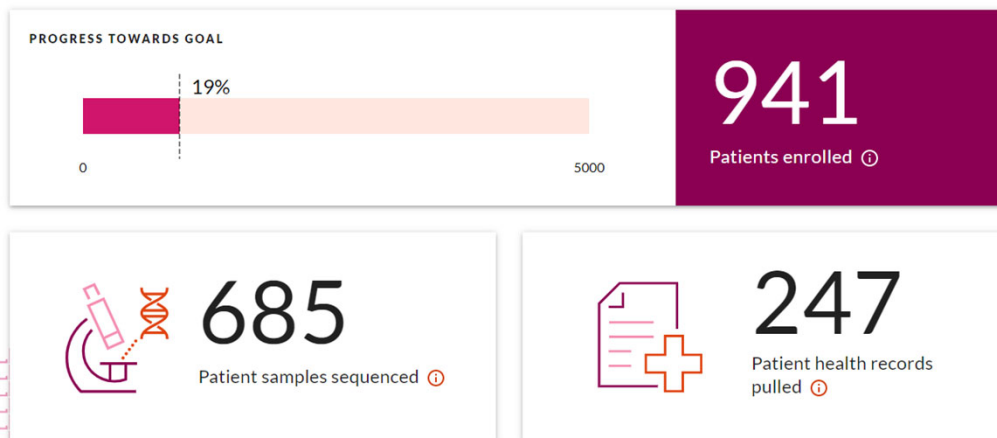 PROGRESS TOWARDS GOAL
19%
0
5000
941
Patients enrolled
685
Patient samples sequenced
247
Patient health records
pulled